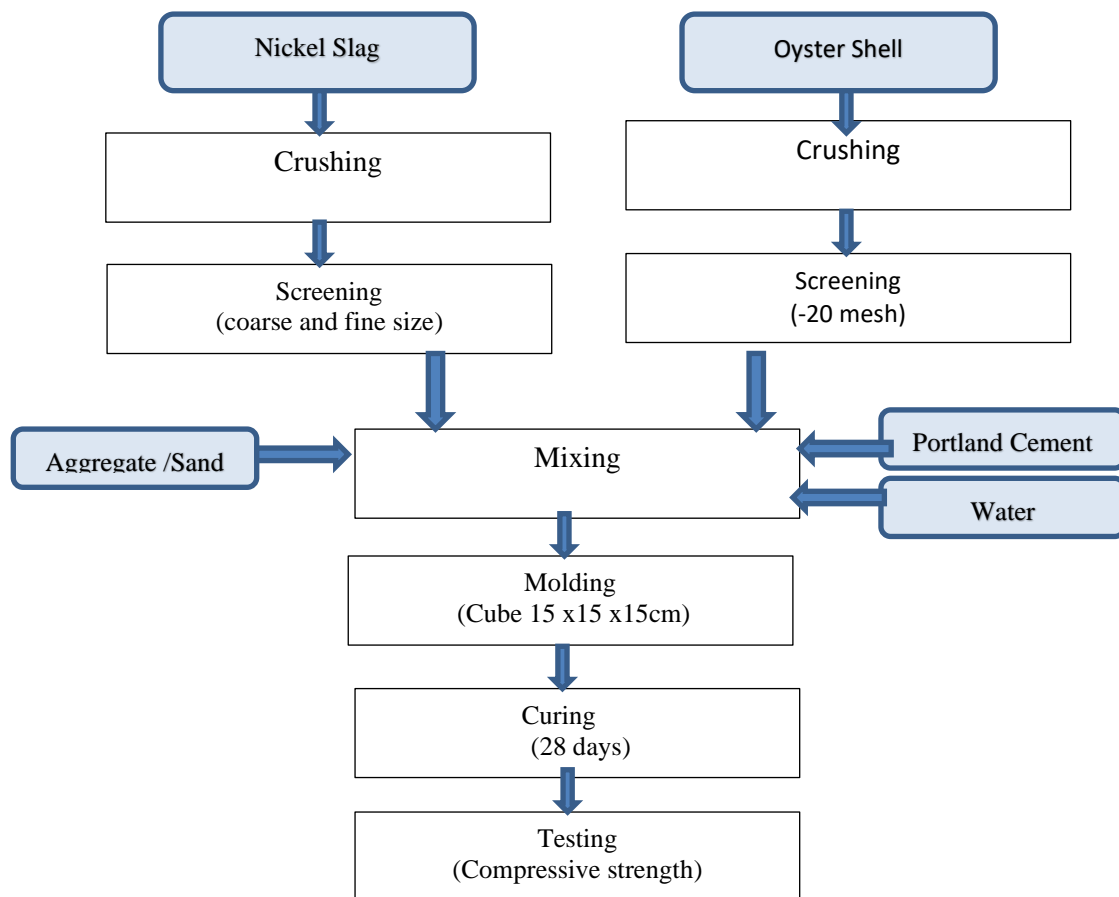 Nickel Slag
Oyster Shell
Crushing
Crushing
Screening
(coarse and fine size)
Screening
(-20 mesh)
Aggregate /Sand
Mixing
Portland Cement
Water
Molding
(Cube 15 x15 x15cm)
Curing
(28 days)
Testing
(Compressive strength)